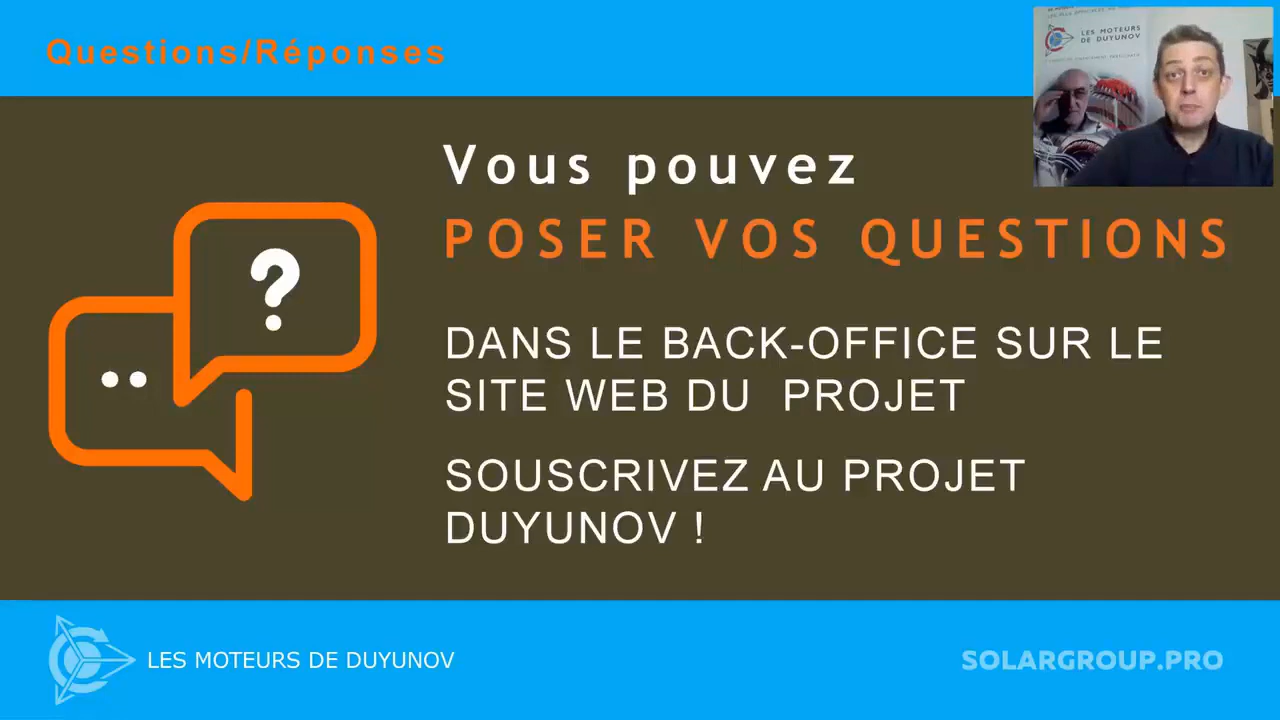 Questions/Réponses
LES MOTEURS
DE DUYUNOV
Vous pouvez
POSER VOS QUESTIONS
?
DANS LE BACK-OFFICE SUR LE
SITE WEB DU PROJET
SOUSCRIVEZ AU PROJET
DUYUNOV !
LES MOTEURS DE DUYUNOV
SOLARGROUP.PRO